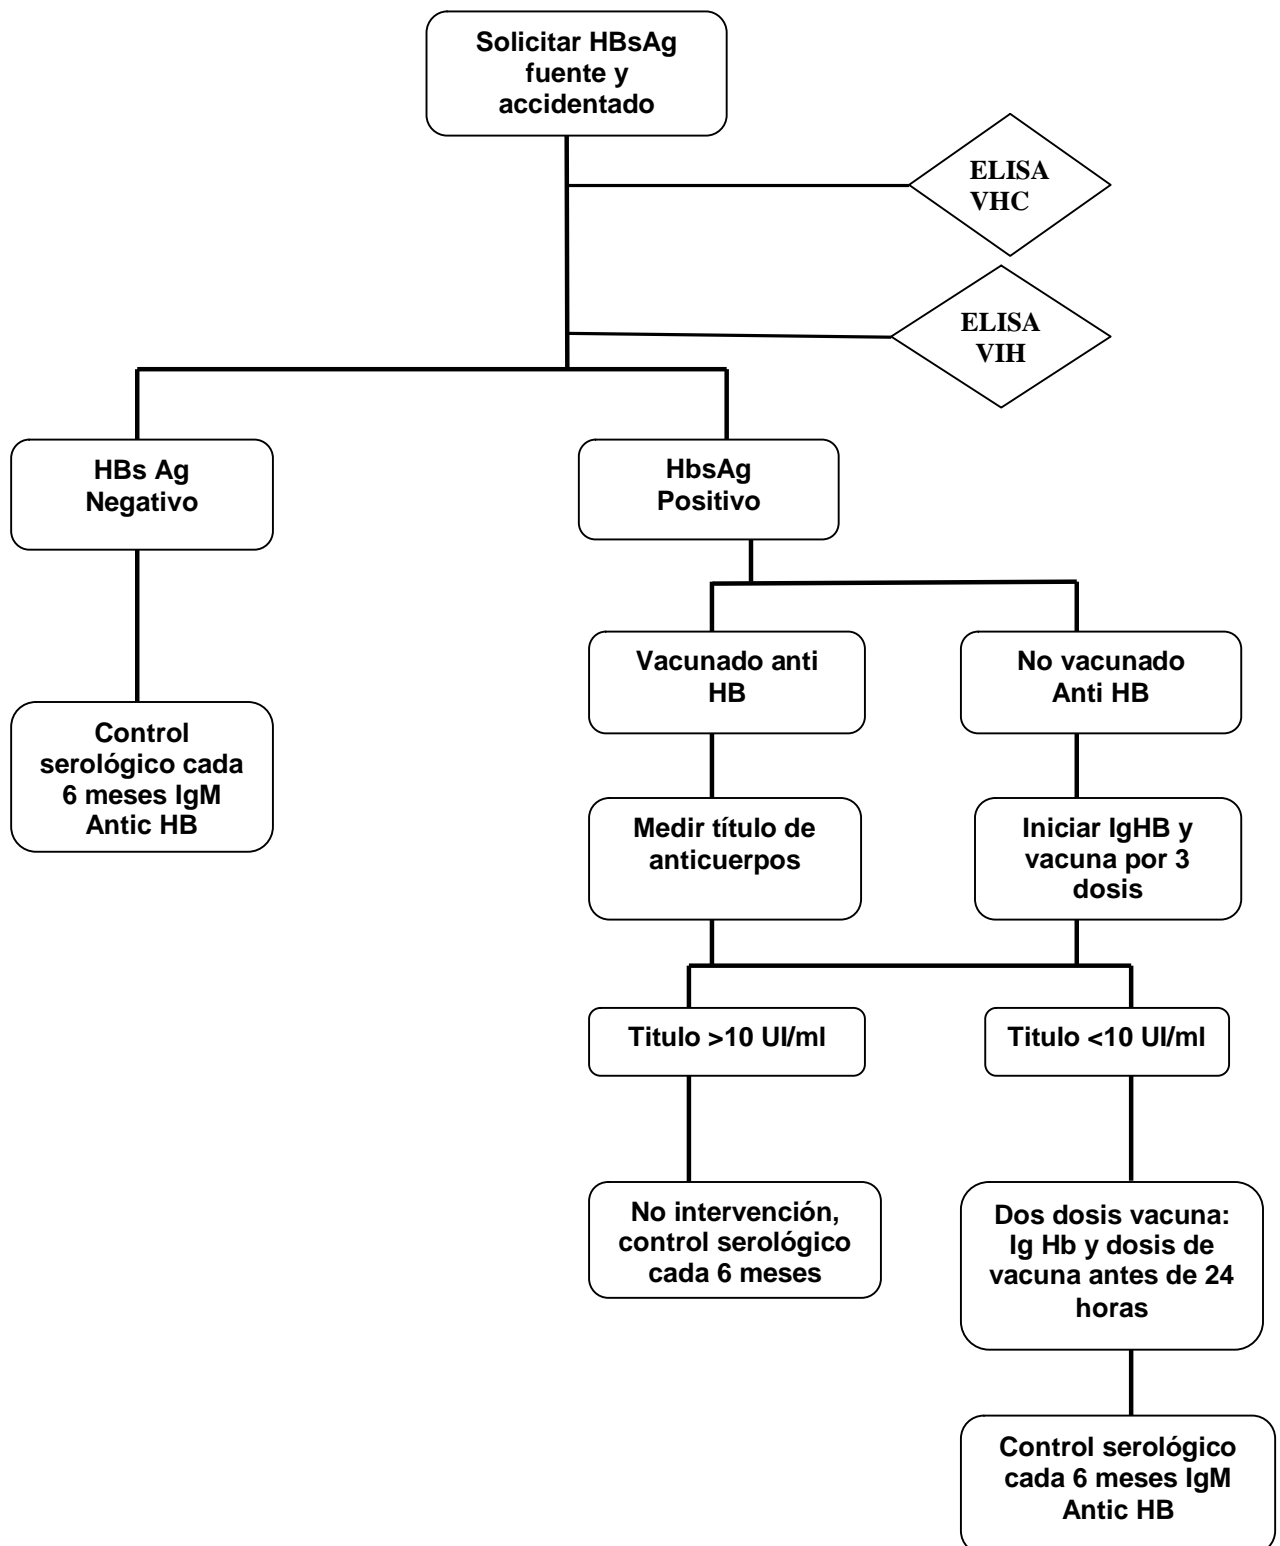 Solicitar HBsAg
fuente y
accidentado
ELISA
VHC
ELISA
VIH
HBs Ag
Negativo
HbsAg
Positivo
Vacunado anti
HB
No vacunado
Anti HB
Control
serológico cada
6 meses IgM
Antic HB
Medir título de
anticuerpos
Iniciar IgHB y
vacuna por 3
dosis
Titulo >10 UI/ml
Titulo <10 UI/ml
No intervención,
control serológico
cada 6 meses
Dos dosis vacuna:
Ig Hb y dosis de
vacuna antes de 24
horas
Control serológico
cada 6 meses IgM
Antic HB